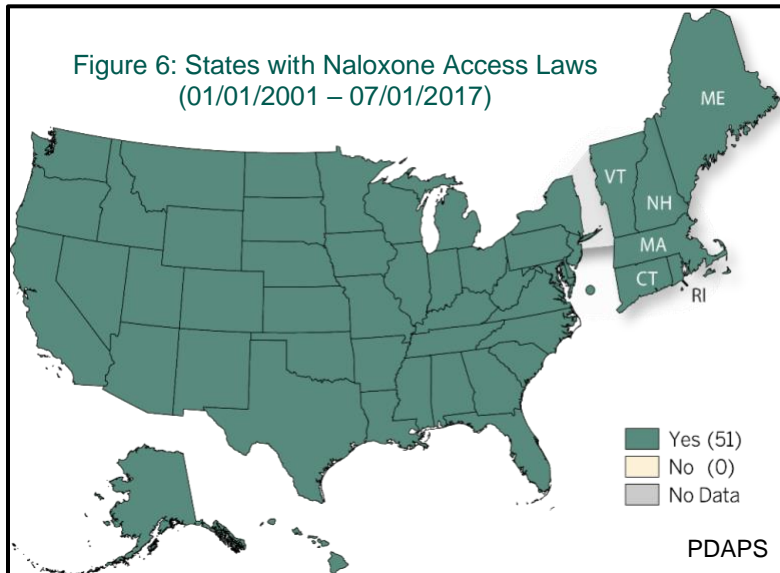 Figure 6: States with Naloxone Access Laws
(01/01/2001 – 07/01/2017)
ME
VT
NH
MA
CT
RI
Yes (51)
No (0)
No Data
PDAPS